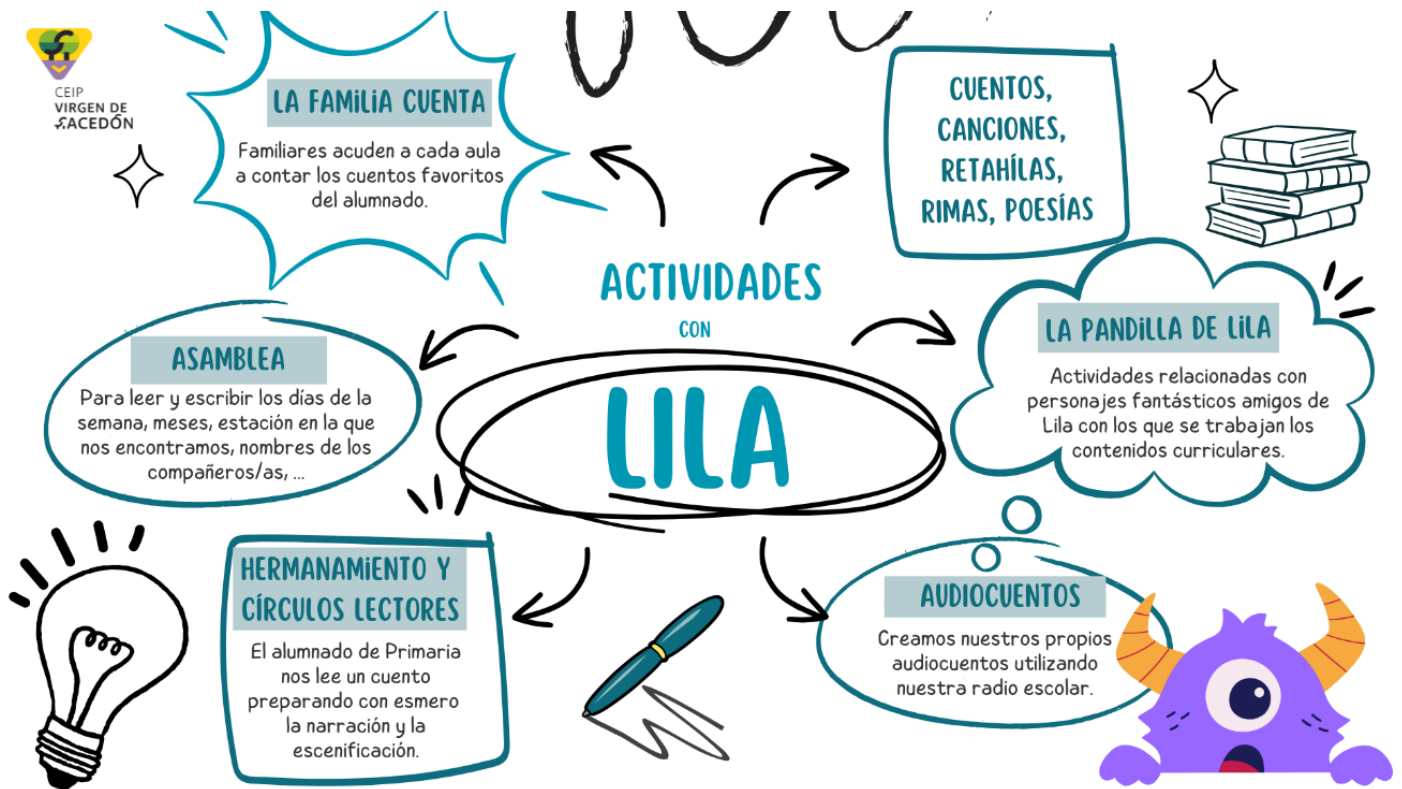 CEIP
VIRGEN DE
SACEDÓN
LA FAMILIA CUENTA
Familiares acuden a cada aula
a contar los cuentos favoritos
del alumnado.
CUENTOS,
CANCIONES,
RETAHÍLAS,
RIMAS, POESÍAS
ACTIVIDADES
CON
LILA
ASAMBLEA
Para leer y escribir los días de la
semana, meses, estación en la que
nos encontramos, nombres de los
compañeros/as, ...
LA PANDILLA DE LILA
Actividades relacionadas con
personajes fantásticos amigos de
Lila con los que se trabajan los
contenidos curriculares.
HERMANAMIENTO Y
CÍRCULOS LECTORES
El alumnado de Primaria
nos lee un cuento
preparando con esmero
la narración y la
escenificación.
AUDIOCUENTOS
Creamos nuestros propios
audiocuentos utilizando
nuestra radio escolar.